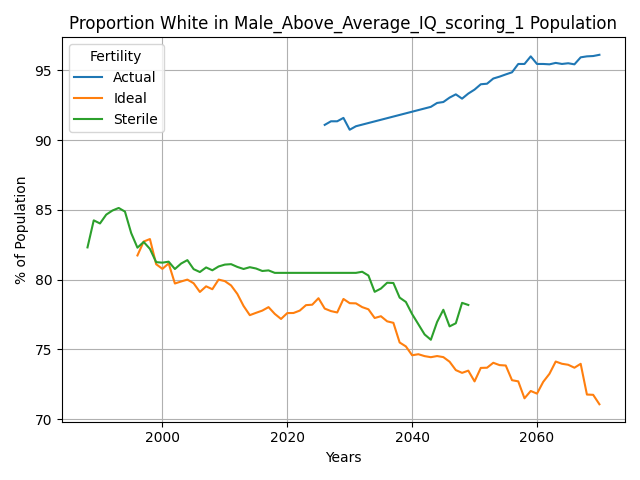 Proportion White in Male_Above_Average_IQ_scoring_1 Population
Fertility
Actual
Ideal
Sterile
95
90
85
80
75
70
% of Population
2000
2020
2040
2060
Years